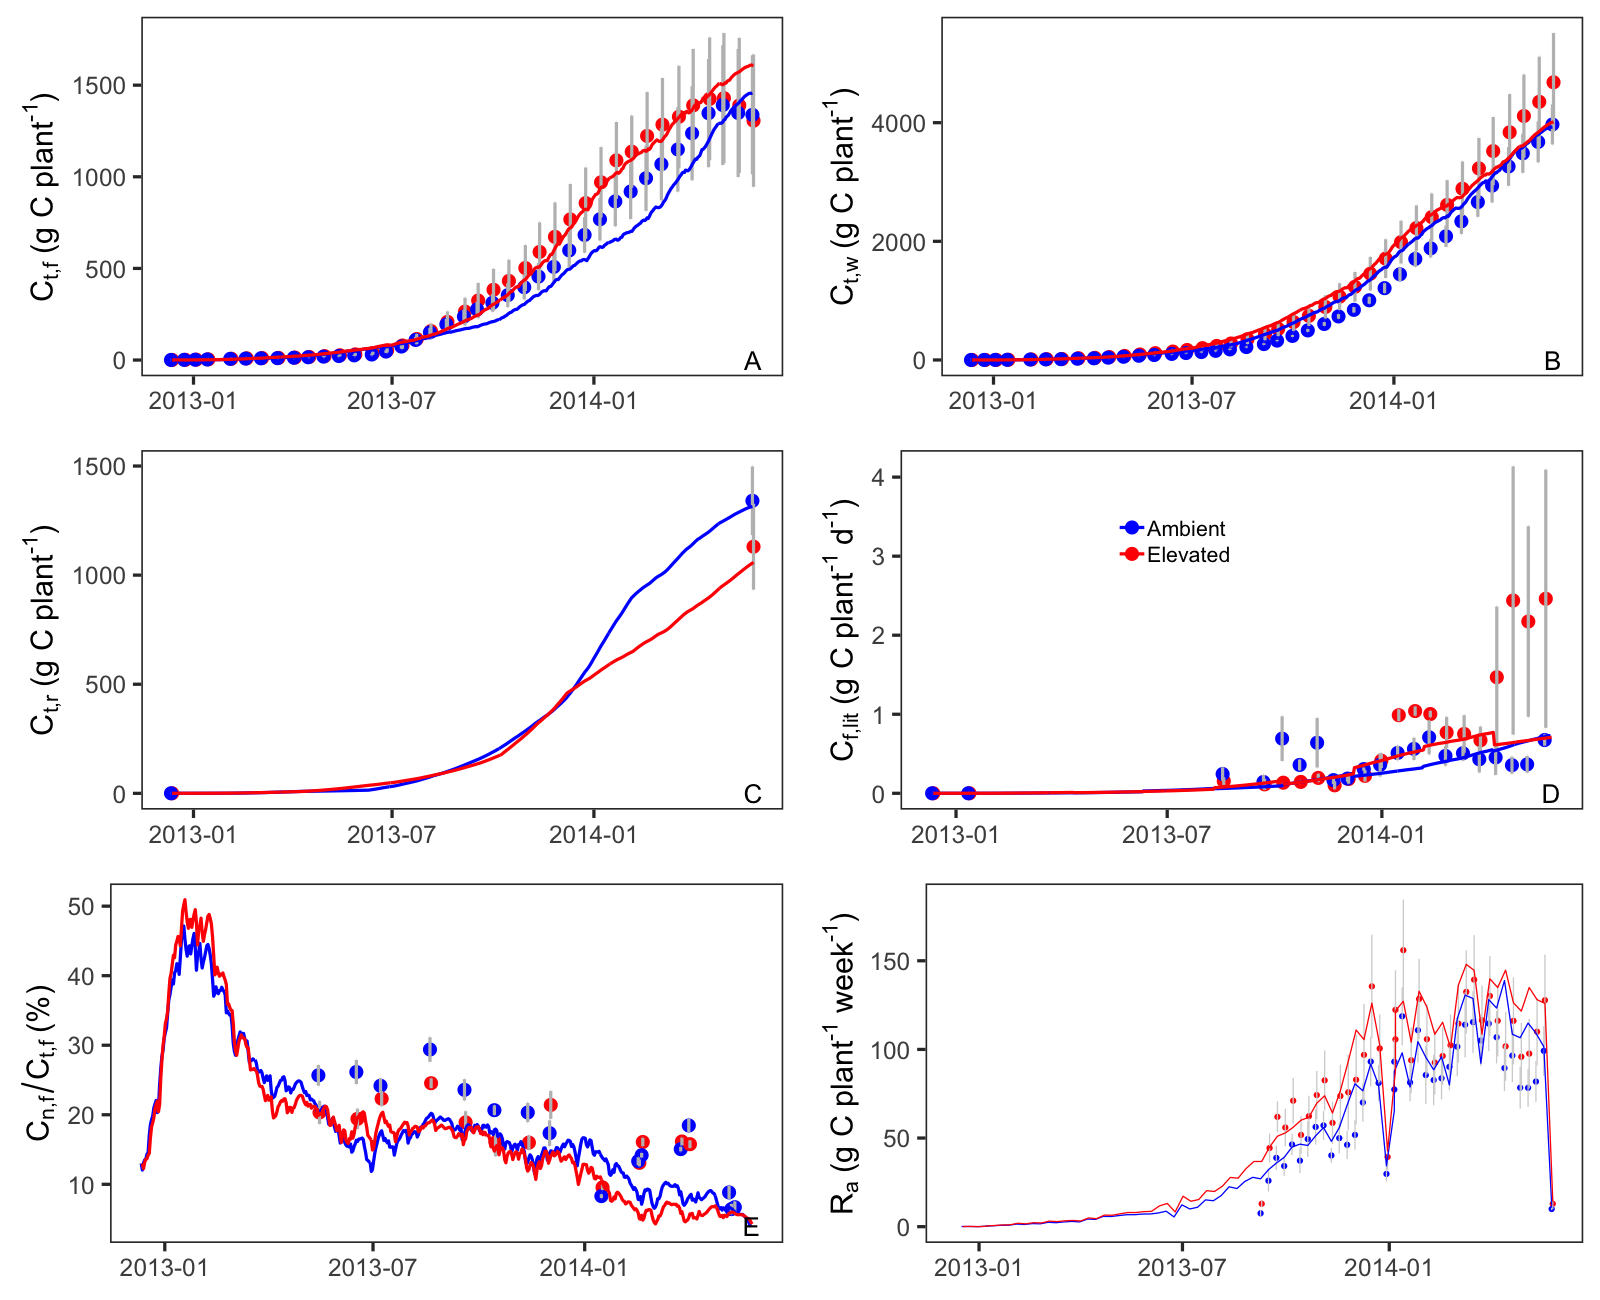 C_t,f (g C plant^-1)
1500
1000
500
0
A
2013-01 2013-07 2014-01
C_t,w (g C plant^-1)
4000
2000
0
B
2013-01 2013-07 2014-01
C_t,r (g C plant^-1)
1500
1000
500
0
C
2013-01 2013-07 2014-01
C_f,lit (g C plant^-1 d^-1)
4
3
2
1
0
Ambient
Elevated
D
2013-01 2013-07 2014-01
C_n,f/C_t,f (%)
50
40
30
20
10
E
2013-01 2013-07 2014-01
R_a (g C plant^-1 week^-1)
150
100
50
0
2013-01 2013-07 2014-01